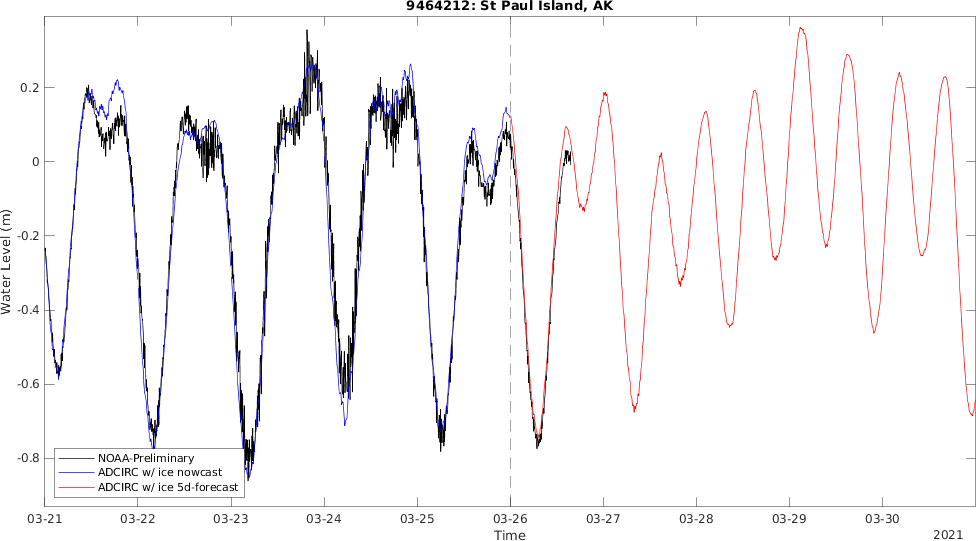 9464212: St Paul Island, AK
Water Level (m)
0.2
0
-0.2
-0.4
-0.6
-0.8
NOAA-Preliminary
ADCIRC w/ ice nowcast
ADCIRC w/ ice 5d-forecast
03-21 03-22 03-23 03-24 03-25 03-26 03-27 03-28 03-29 03-30
Time
2021